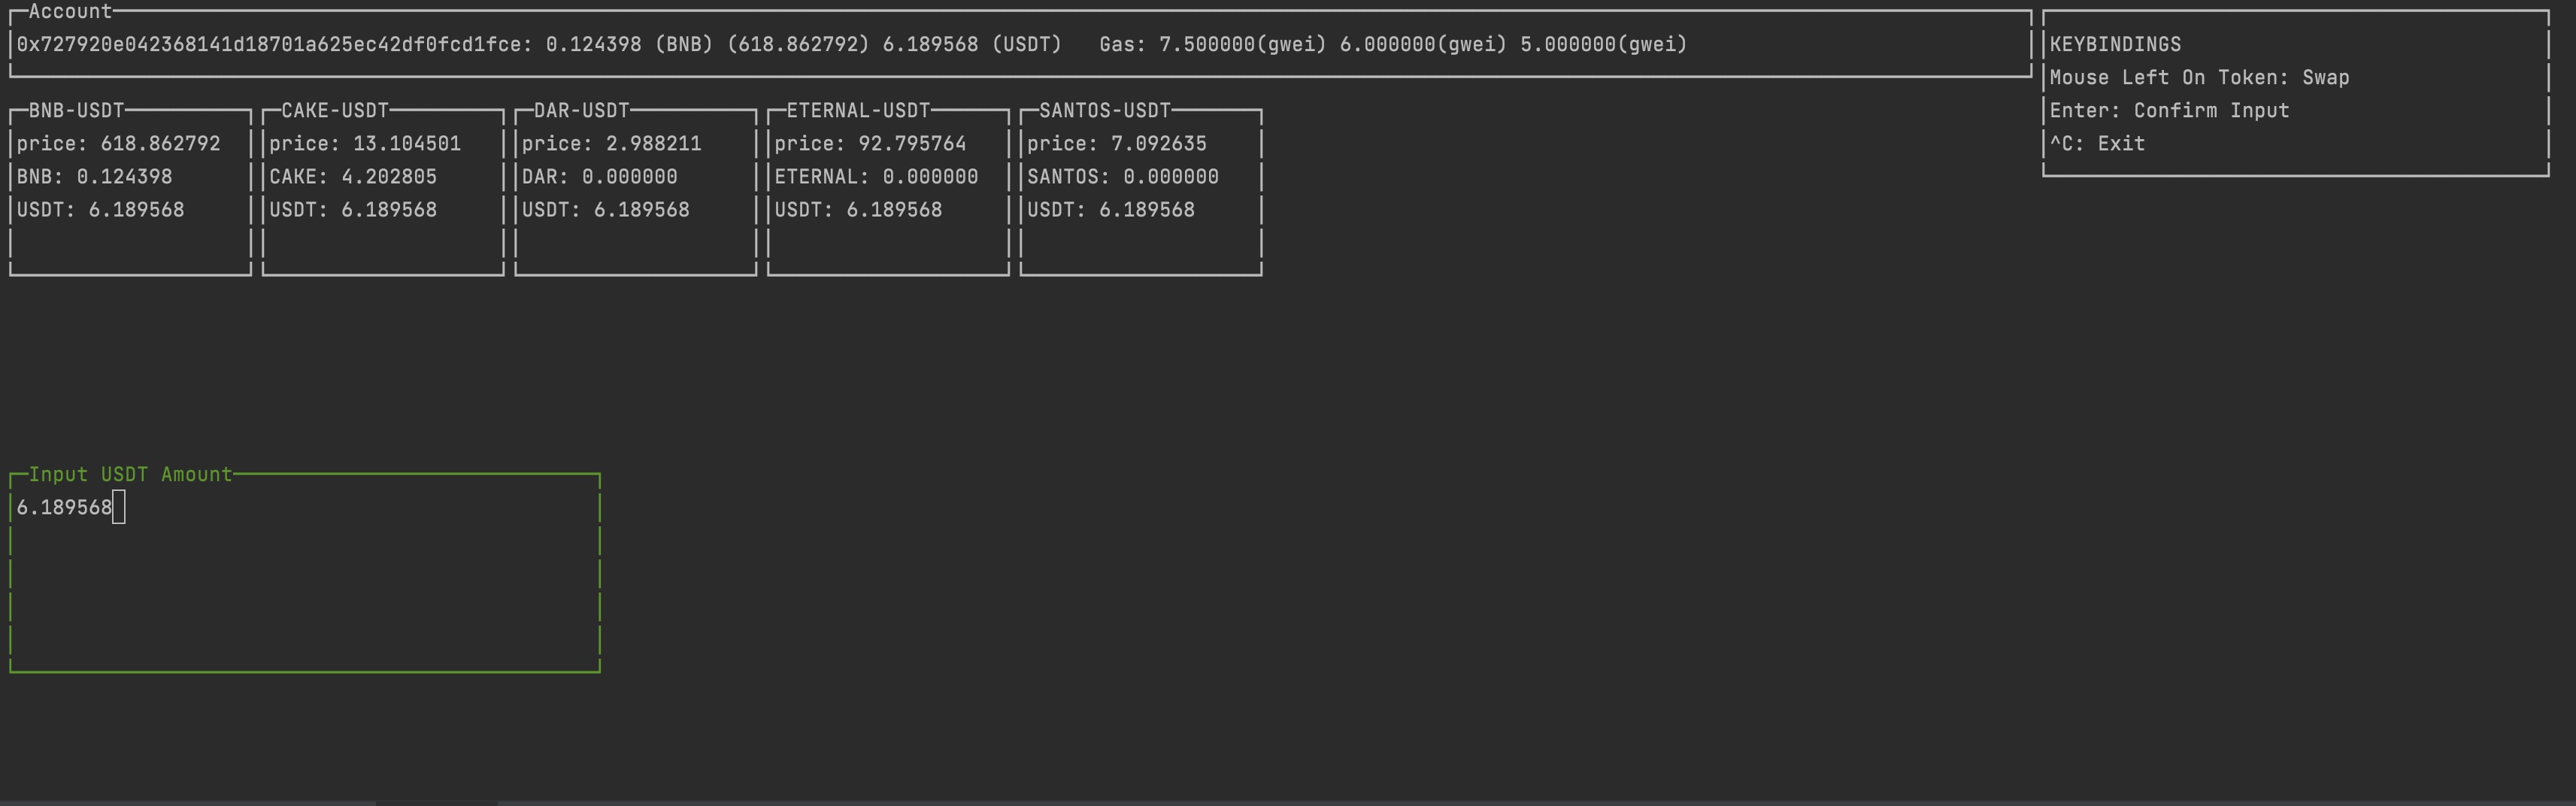 Account
0x727920e042368141d18701a625ec42df0fcd1fce: 0.124398 (BNB) (618.862792) 6.189568 (USDT)   Gas: 7.500000(gwei) 6.000000(gwei) 5.000000(gwei)
KEYBINDINGS
Mouse Left On Token: Swap
Enter: Confirm Input
^C: Exit
BNB-USDT
price: 618.862792
BNB: 0.124398
USDT: 6.189568
CAKE-USDT
price: 13.104501
CAKE: 4.202805
USDT: 6.189568
DAR-USDT
price: 2.988211
DAR: 0.000000
USDT: 6.189568
ETERNAL-USDT
price: 92.795764
ETERNAL: 0.000000
USDT: 6.189568
SANTOS-USDT
price: 7.092635
SANTOS: 0.000000
USDT: 6.189568
Input USDT Amount
6.189568